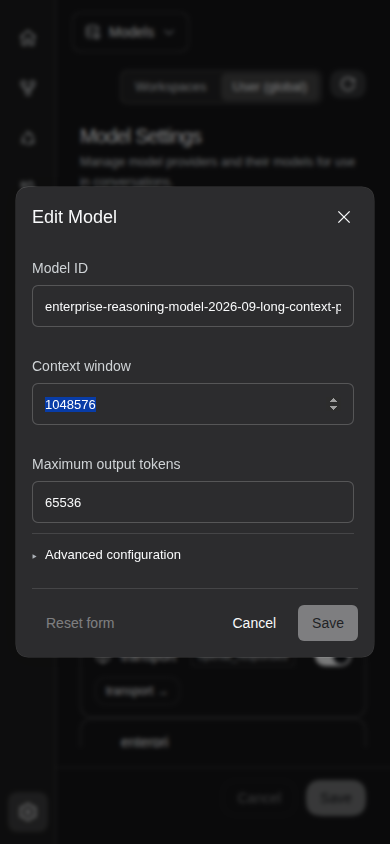 Models
Workspaces
User (global)
Model Settings
Manage model providers and their models for use
in conversations.
Edit Model
Model ID
enterprise-reasoning-model-2026-09-long-context-p
Context window
1048576
Maximum output tokens
65536
Advanced configuration
Reset form
Cancel
Save
transport
Cancel
Save